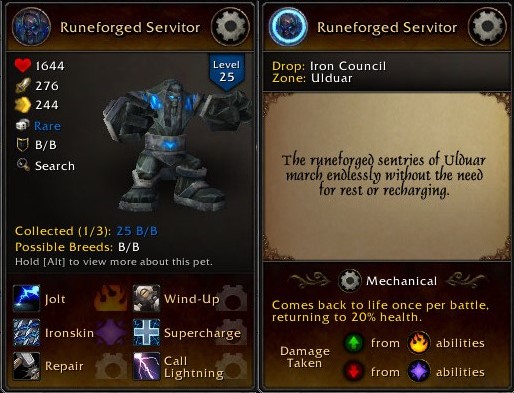 Runeforged Servitor
1644
276
244
Rare
B/B
Search
Level
25
Collected (1/3): 25 B/B
Possible Breeds: B/B
Hold [Alt] to view more about this pet.
Jolt
Wind-Up
Ironskin
Supercharge
Repair
Call
Lightning
Runeforged Servitor
Drop: Iron Council
Zone: Ulduar
The runeforged sentries of Ulduar
march endlessly without the need
for rest or recharging.
Mechanical
Comes back to life once per battle,
returning to 20% health.
Damage
Taken
from abilities
from abilities